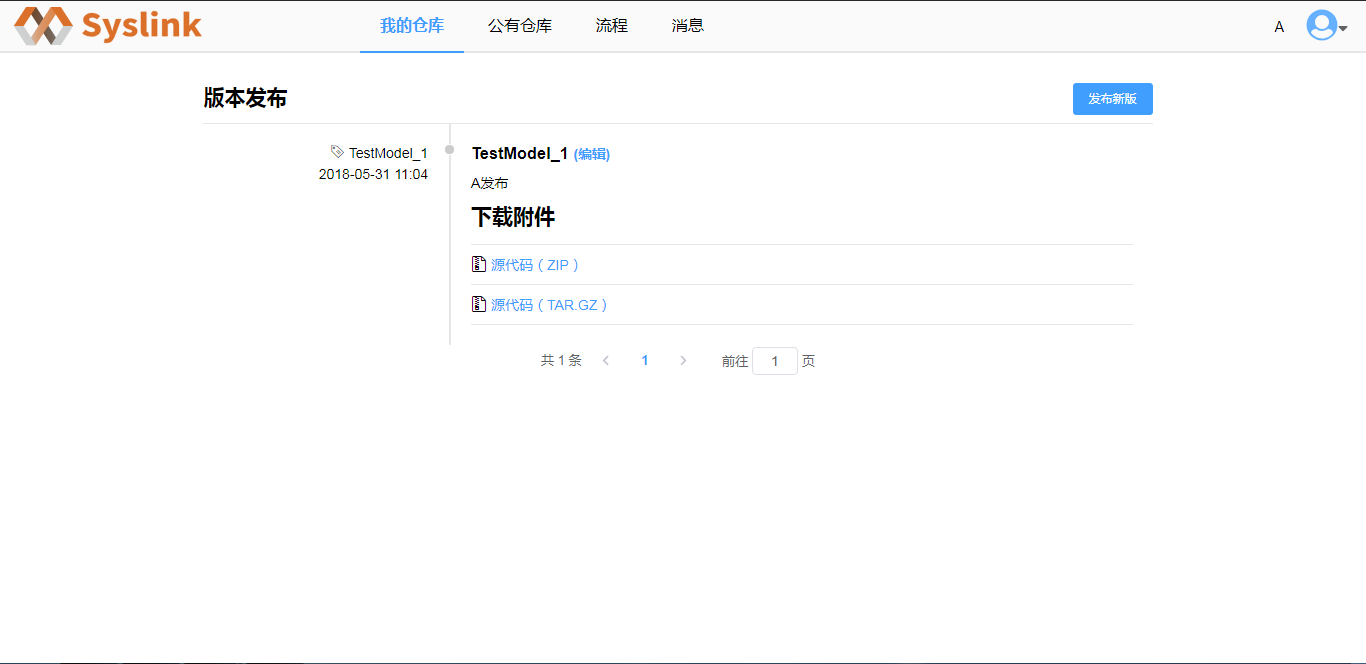 Syslink 我的仓库 公有仓库 流程 消息 A
版本发布 发布新版
TestModel_1
2018-05-31 11:04
TestModel_1 (编辑)
A发布
下载附件
源代码（ZIP）
源代码（TAR.GZ）
共 1 条 1 前往 1 页